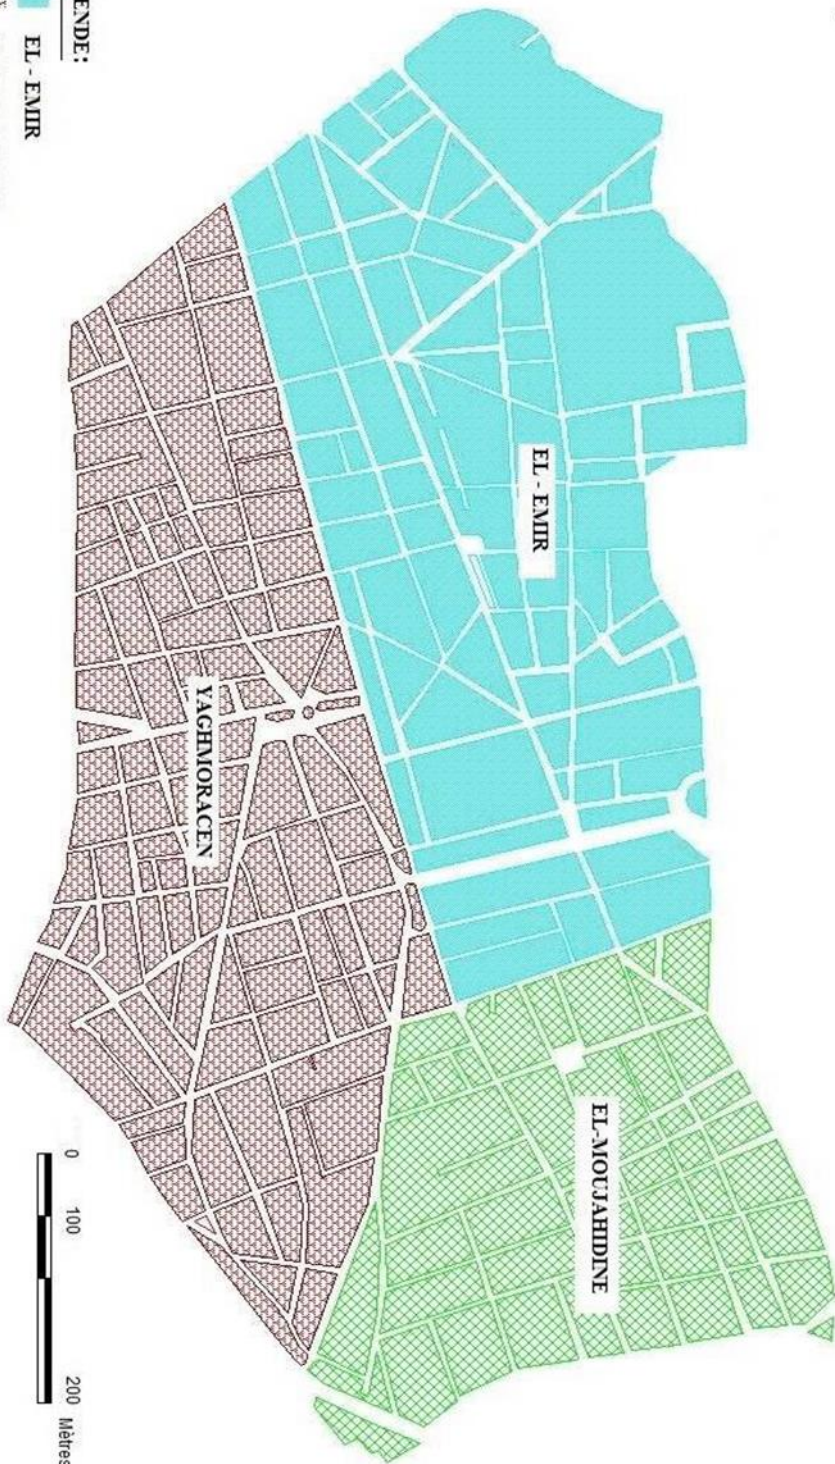 ENDE:
EL - EMIR
EL - EMIR
YAGHMORACEN
EL-MOUJAHIDINE
0 100 200 Mètres